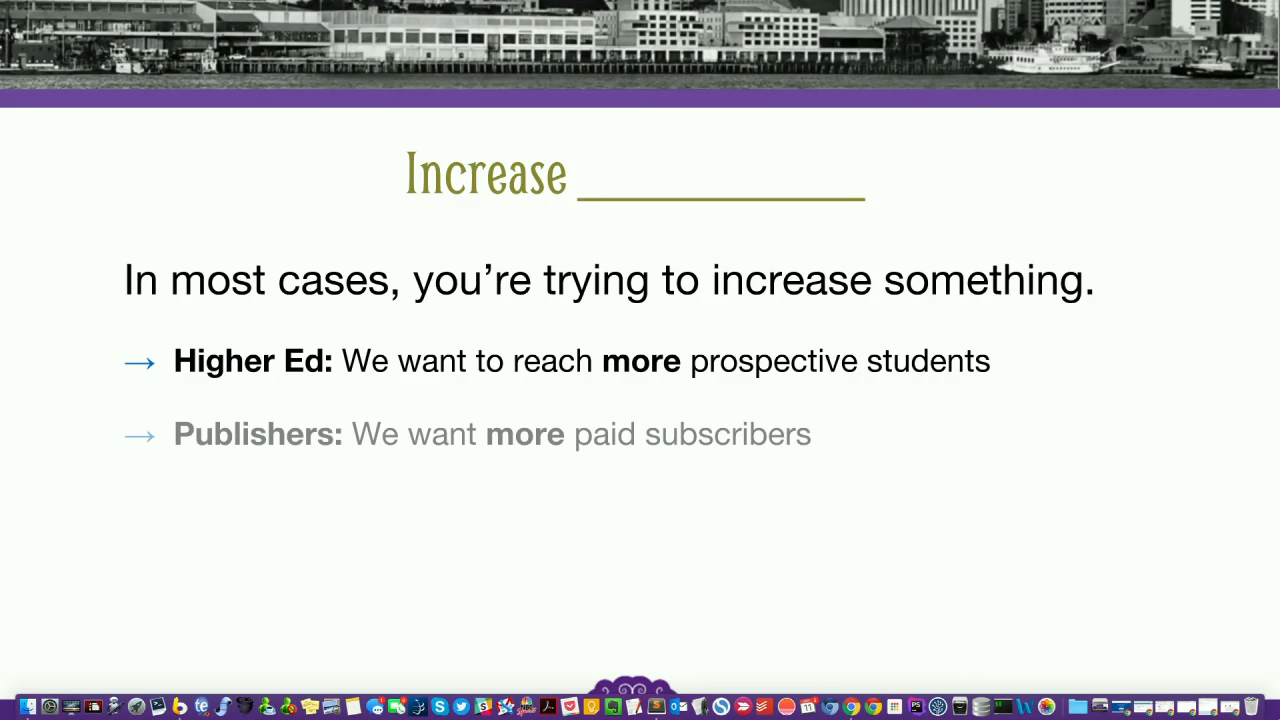 Increase ____________
In most cases, you’re trying to increase something.
→ Higher Ed: We want to reach more prospective students
→ Publishers: We want more paid subscribers